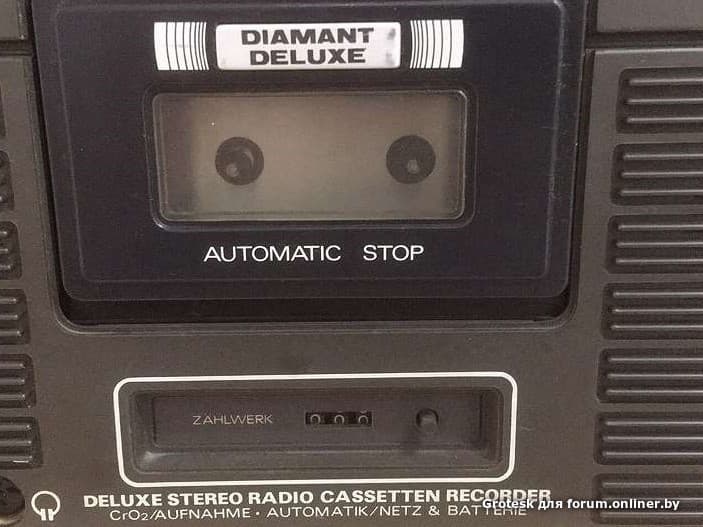 DIAMANT
DELUXE
AUTOMATIC STOP
ZÄHLWERK 000
DELUXE STEREO RADIO CASSETTEN RECORDER
CrO₂/AUFNAHME · AUTOMATIK/NETZ & BATTERIE
Grotesk для forum.onliner.by